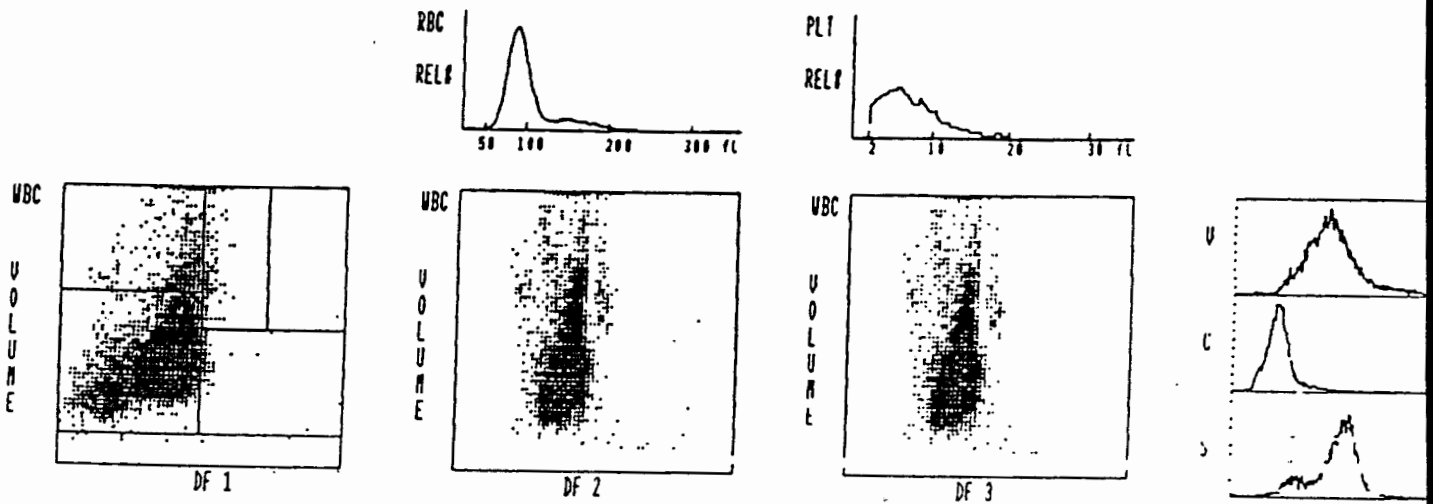 RBC
REL#
50 100 200 300 fL
PLT
REL#
2 10 20 30 fL
WBC
VOLUME
DF 1
WBC
VOLUME
DF 2
WBC
VOLUME
DF 3
V
C
S